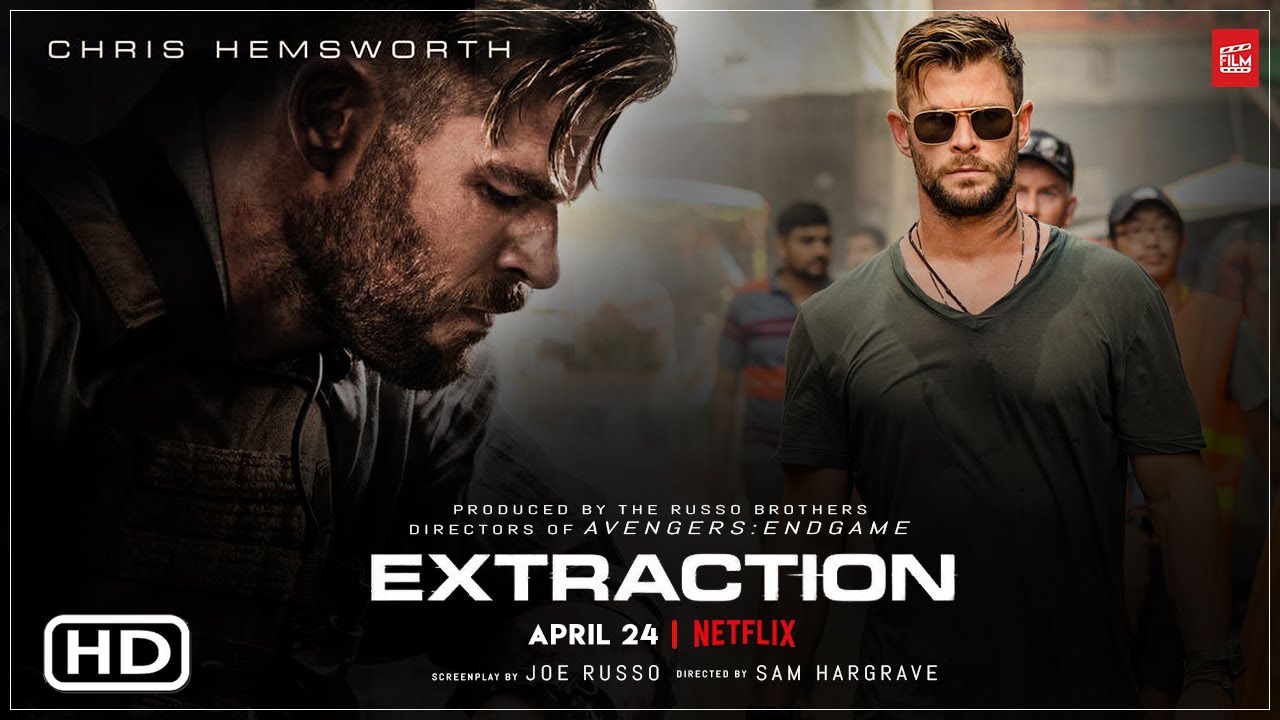 CHRIS HEMSWORTH
FILM
PRODUCED BY THE RUSSO BROTHERS
DIRECTORS OF AVENGERS:ENDGAME
EXTRACTION
APRIL 24 | NETFLIX
HD
SCREENPLAY BY JOE RUSSO DIRECTED BY SAM HARGRAVE